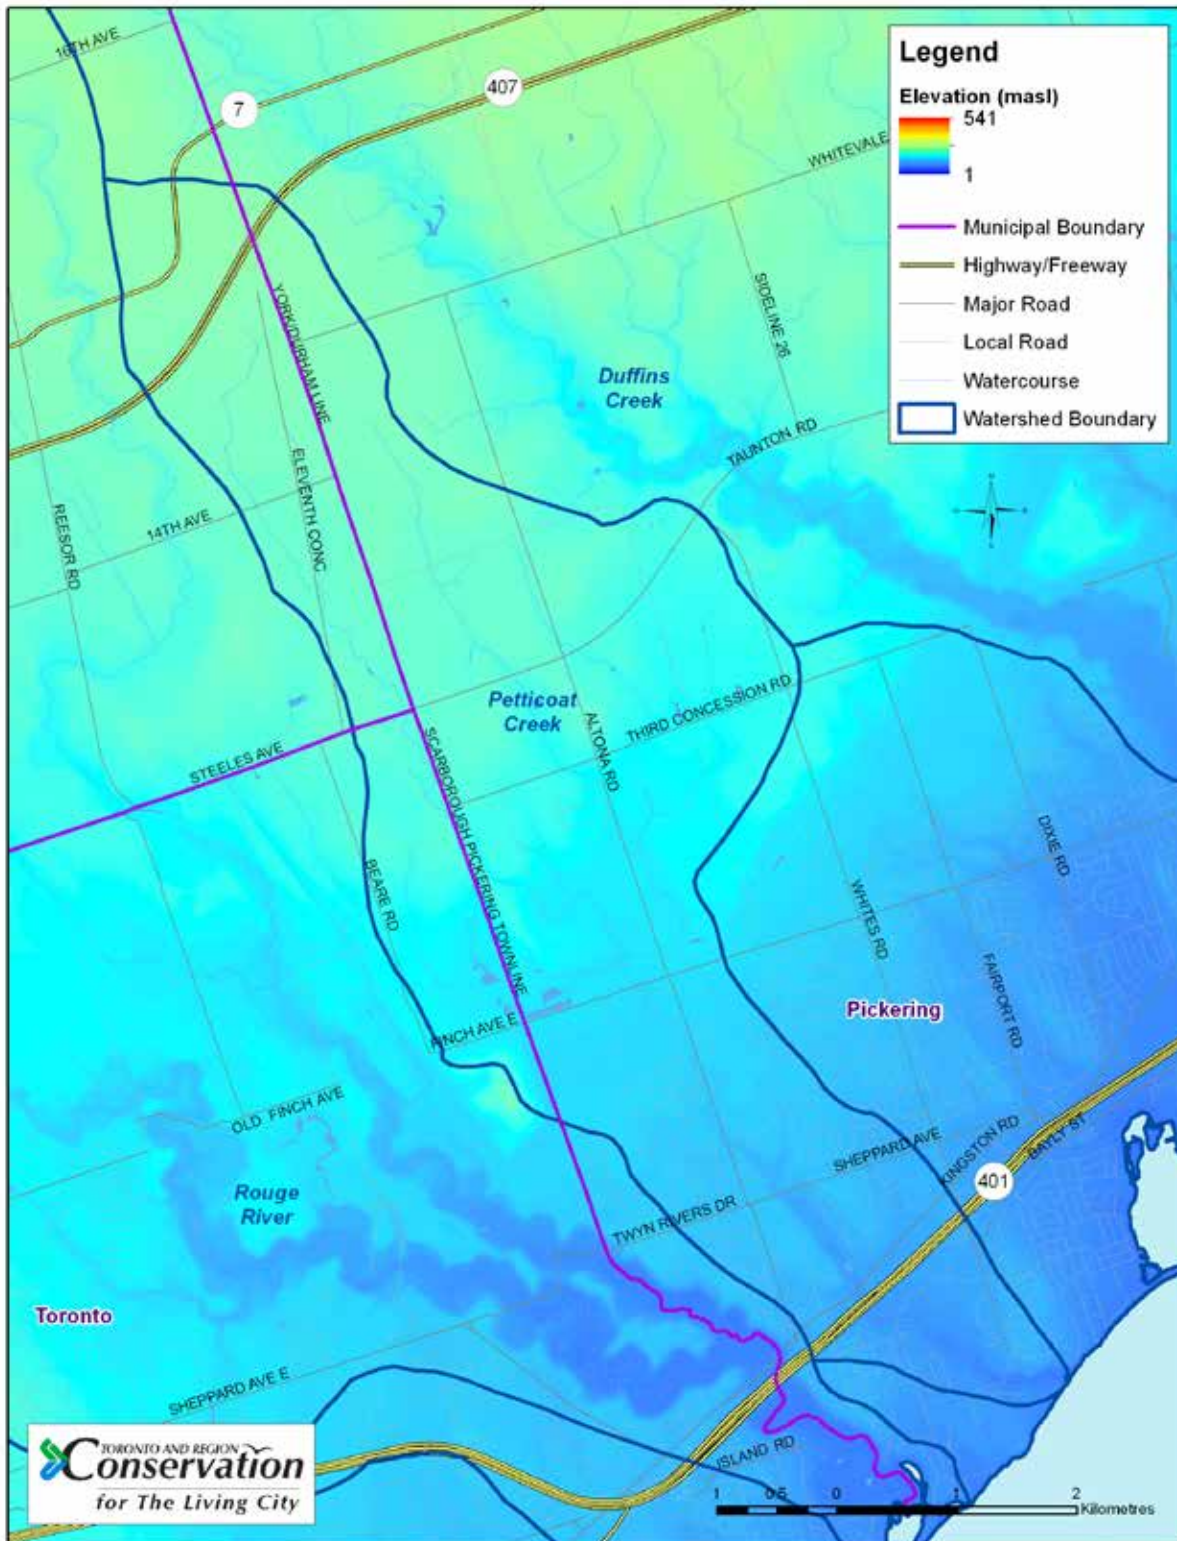 16TH AVE
7
407
Legend
Elevation (masl)
541
1
Municipal Boundary
Highway/Freeway
Major Road
Local Road
Watercourse
Watershed Boundary
WHITEVALE
SIDELINE 26
YORK/DURHAM LINE
Duffins
Creek
TAUNTON RD
ELEVENTH CONC
REESOR RD
14TH AVE
Petticoat
Creek
ALTONA RD
THIRD CONCESSION RD
STEELES AVE
SCARBOROUGH PICKERING TOWNLINE
BEARE RD
DIXIE RD
WHITES RD
FAIRPORT RD
Pickering
FINCH AVE E
OLD FINCH AVE
SHEPPARD AVE
KINGSTON RD
BAYLY ST
401
Rouge
River
TWYN RIVERS DR
Toronto
SHEPPARD AVE E
ISLAND RD
TORONTO AND REGION
Conservation
for The Living City
1 0.5 0 1 2
Kilometres